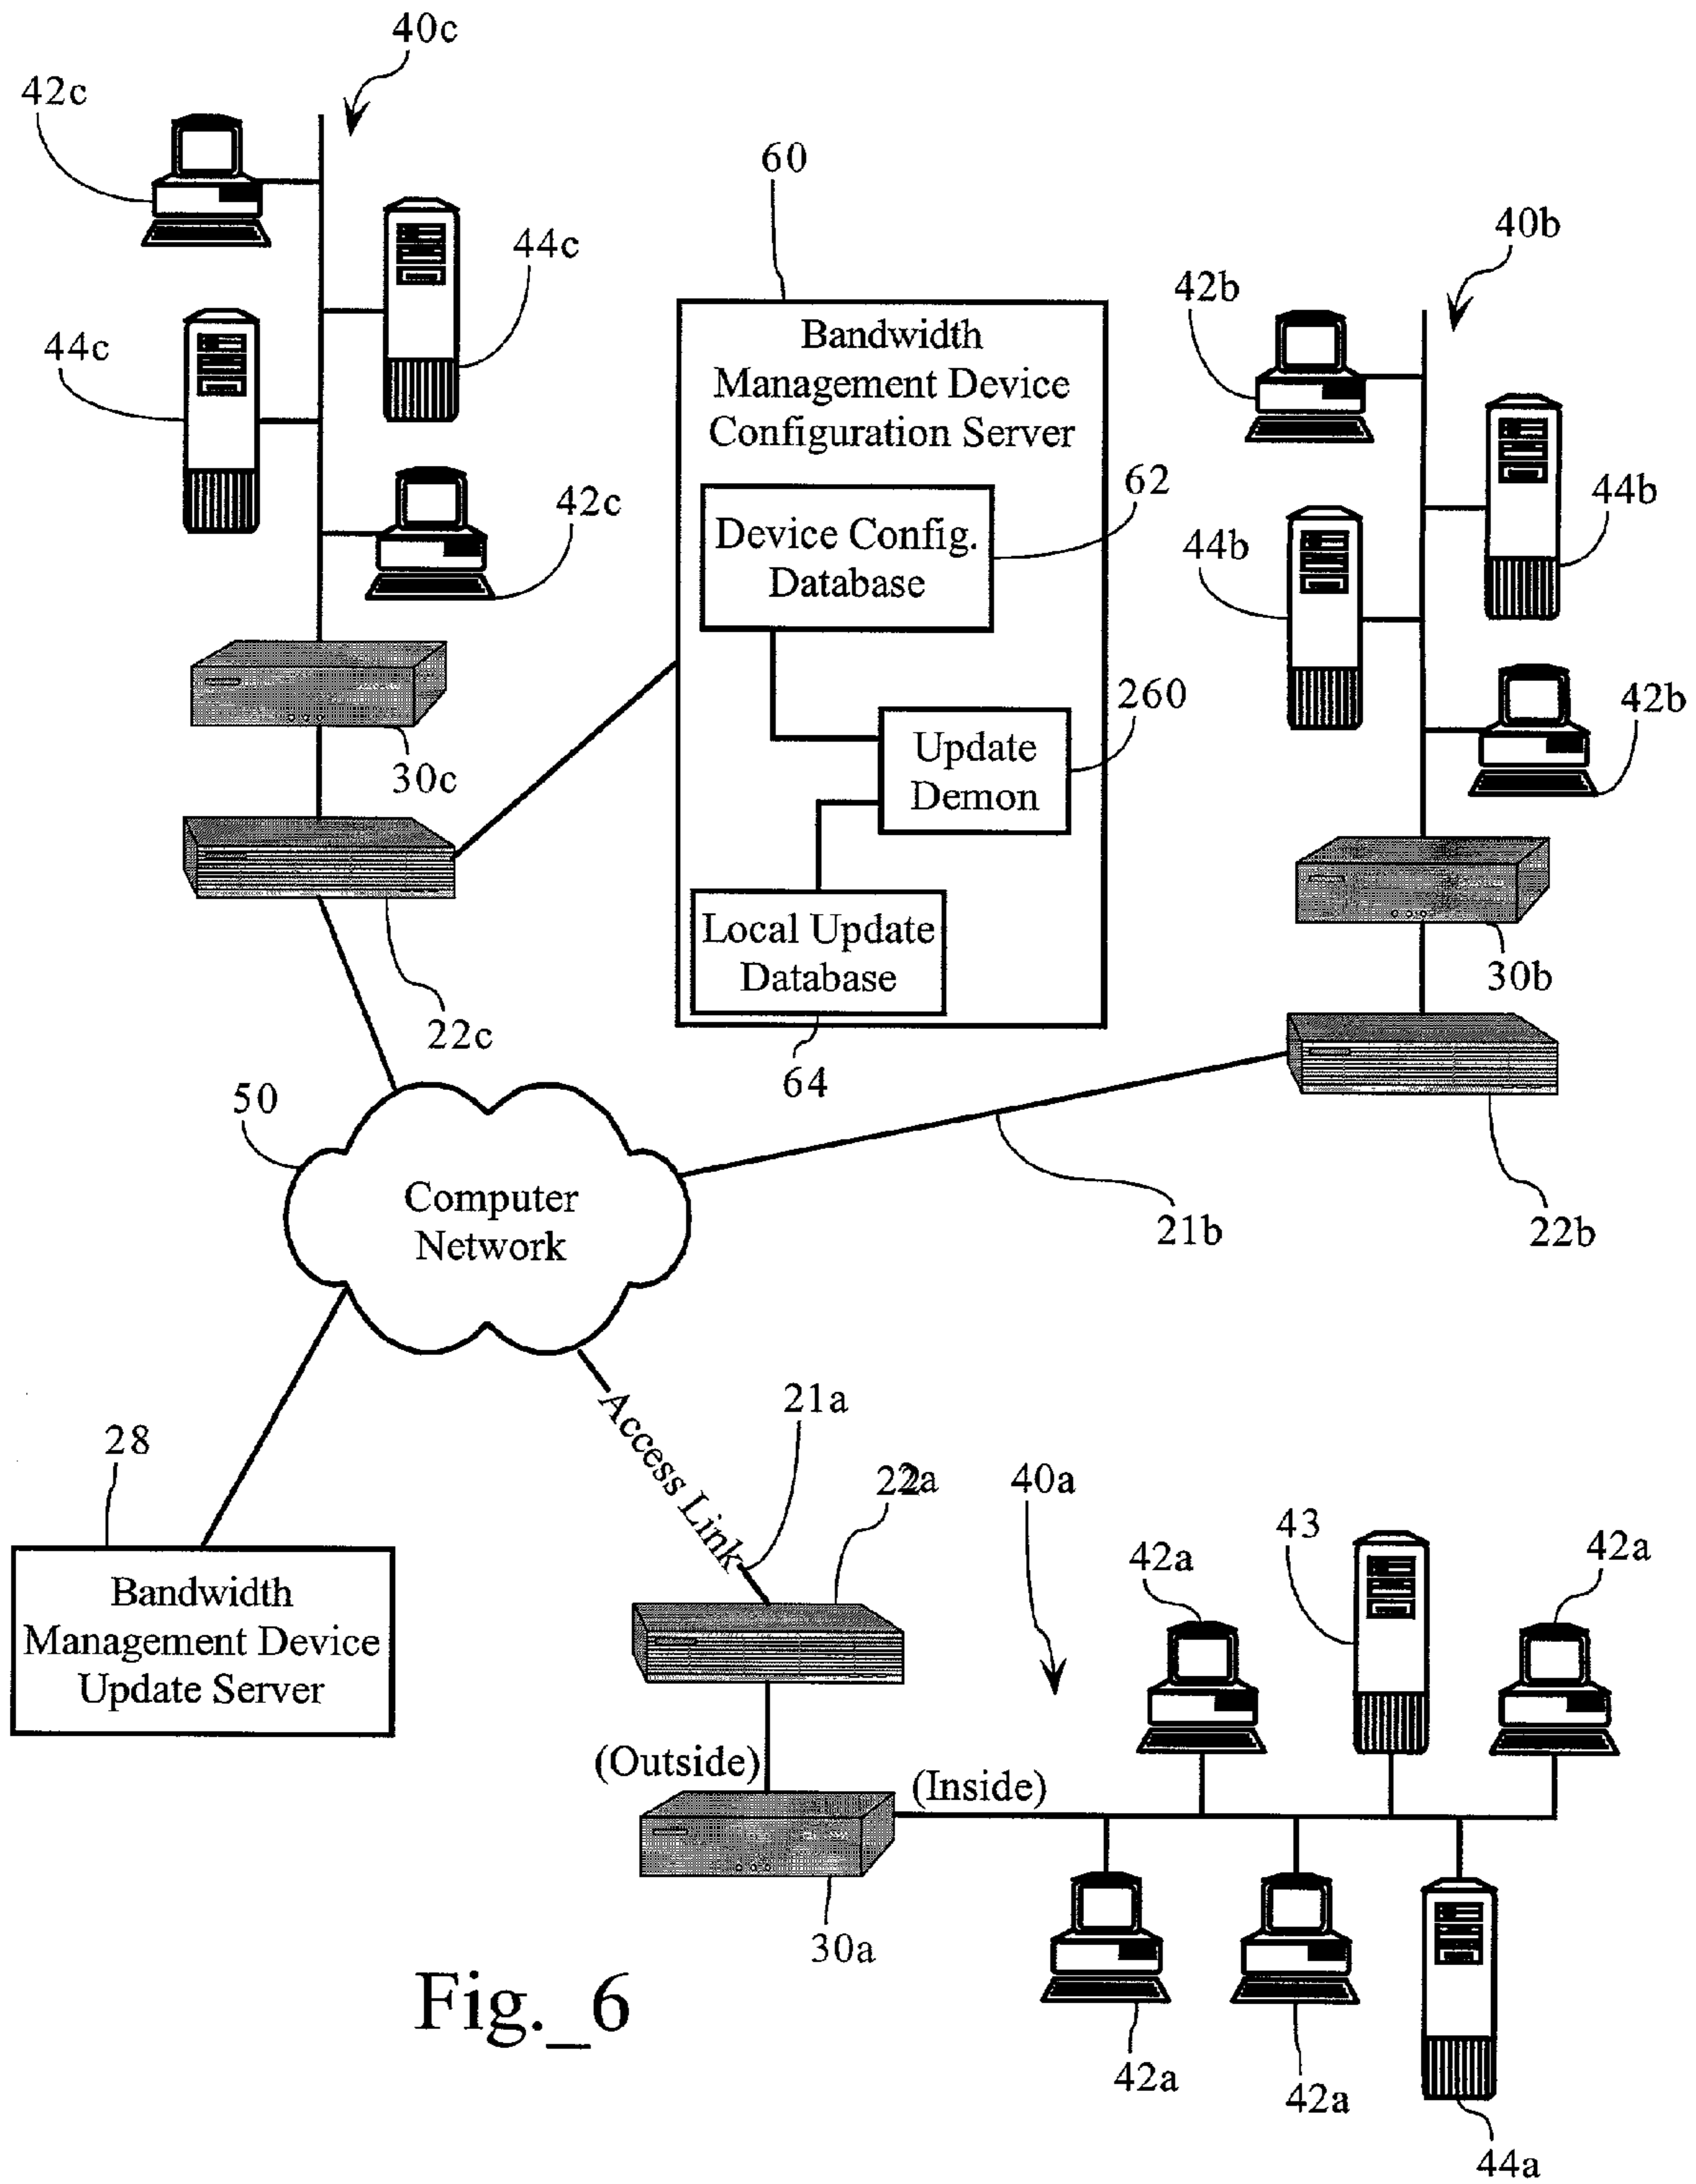 40c
42c
60
44c
40b
42b
44c
Bandwidth
Management Device
Configuration Server
62
42c
44b
Device Config.
Database
44b
260
42b
Update
Demon
30c
Local Update
Database
30b
22c
64
50
Computer
Network
21b
22b
21a
Access Link
28
22a
40a
43
42a
42a
Bandwidth
Management Device
Update Server
(Outside)
(Inside)
30a
Fig._6
42a
42a
44a